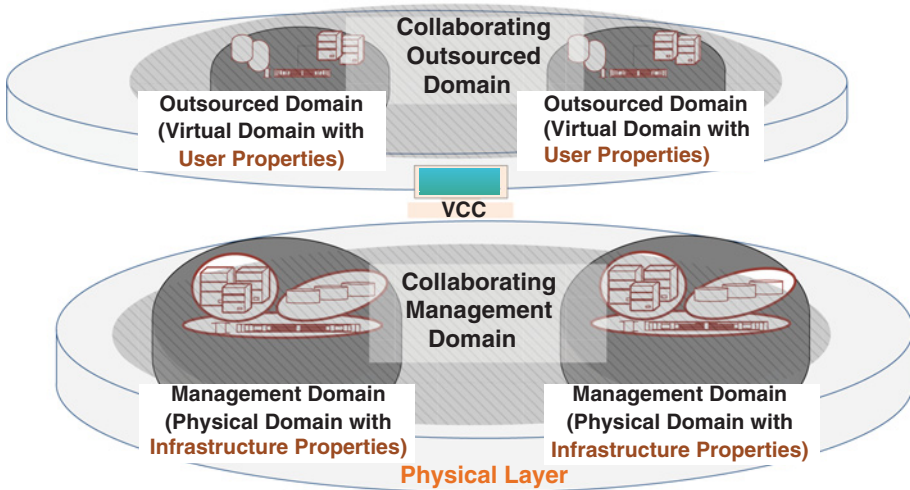 Collaborating
Outsourced
Domain
Outsourced Domain
(Virtual Domain with
User Properties)
Outsourced Domain
(Virtual Domain with
User Properties)
VCC
Collaborating
Management
Domain
Management Domain
(Physical Domain with
Infrastructure Properties)
Management Domain
(Physical Domain with
Infrastructure Properties)
Physical Layer